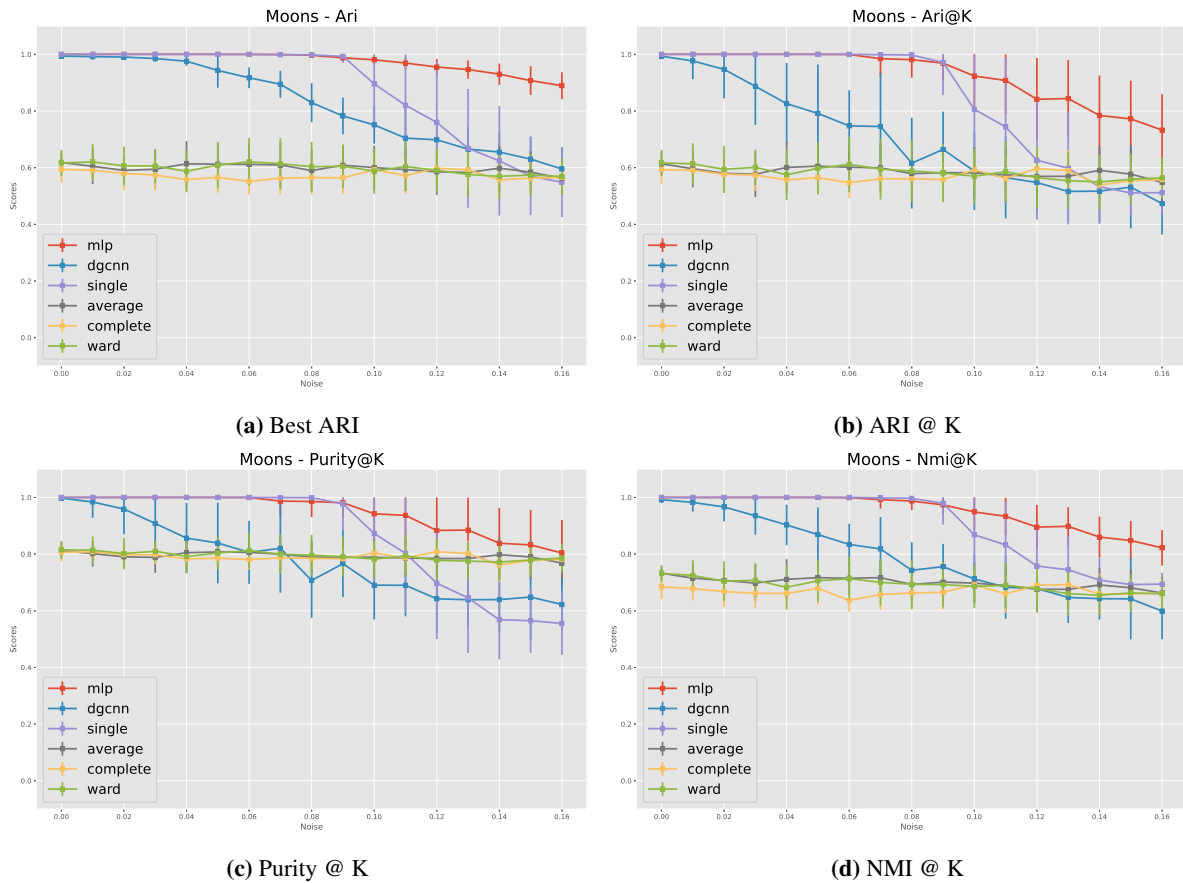 Moons - Ari
1.0
0.8
0.6
0.4
0.2
0.0
Scores
mlp
dgcnn
single
average
complete
ward
0.00 0.02 0.04 0.06 0.08 0.10 0.12 0.14 0.16
Noise
(a) Best ARI
Moons - Ari@K
1.0
0.8
0.6
0.4
0.2
0.0
Scores
mlp
dgcnn
single
average
complete
ward
0.00 0.02 0.04 0.06 0.08 0.10 0.12 0.14 0.16
Noise
(b) ARI @ K
Moons - Purity@K
1.0
0.8
0.6
0.4
0.2
0.0
Scores
mlp
dgcnn
single
average
complete
ward
0.00 0.02 0.04 0.06 0.08 0.10 0.12 0.14 0.16
Noise
(c) Purity @ K
Moons - Nmi@K
1.0
0.8
0.6
0.4
0.2
0.0
Scores
mlp
dgcnn
single
average
complete
ward
0.00 0.02 0.04 0.06 0.08 0.10 0.12 0.14 0.16
Noise
(d) NMI @ K